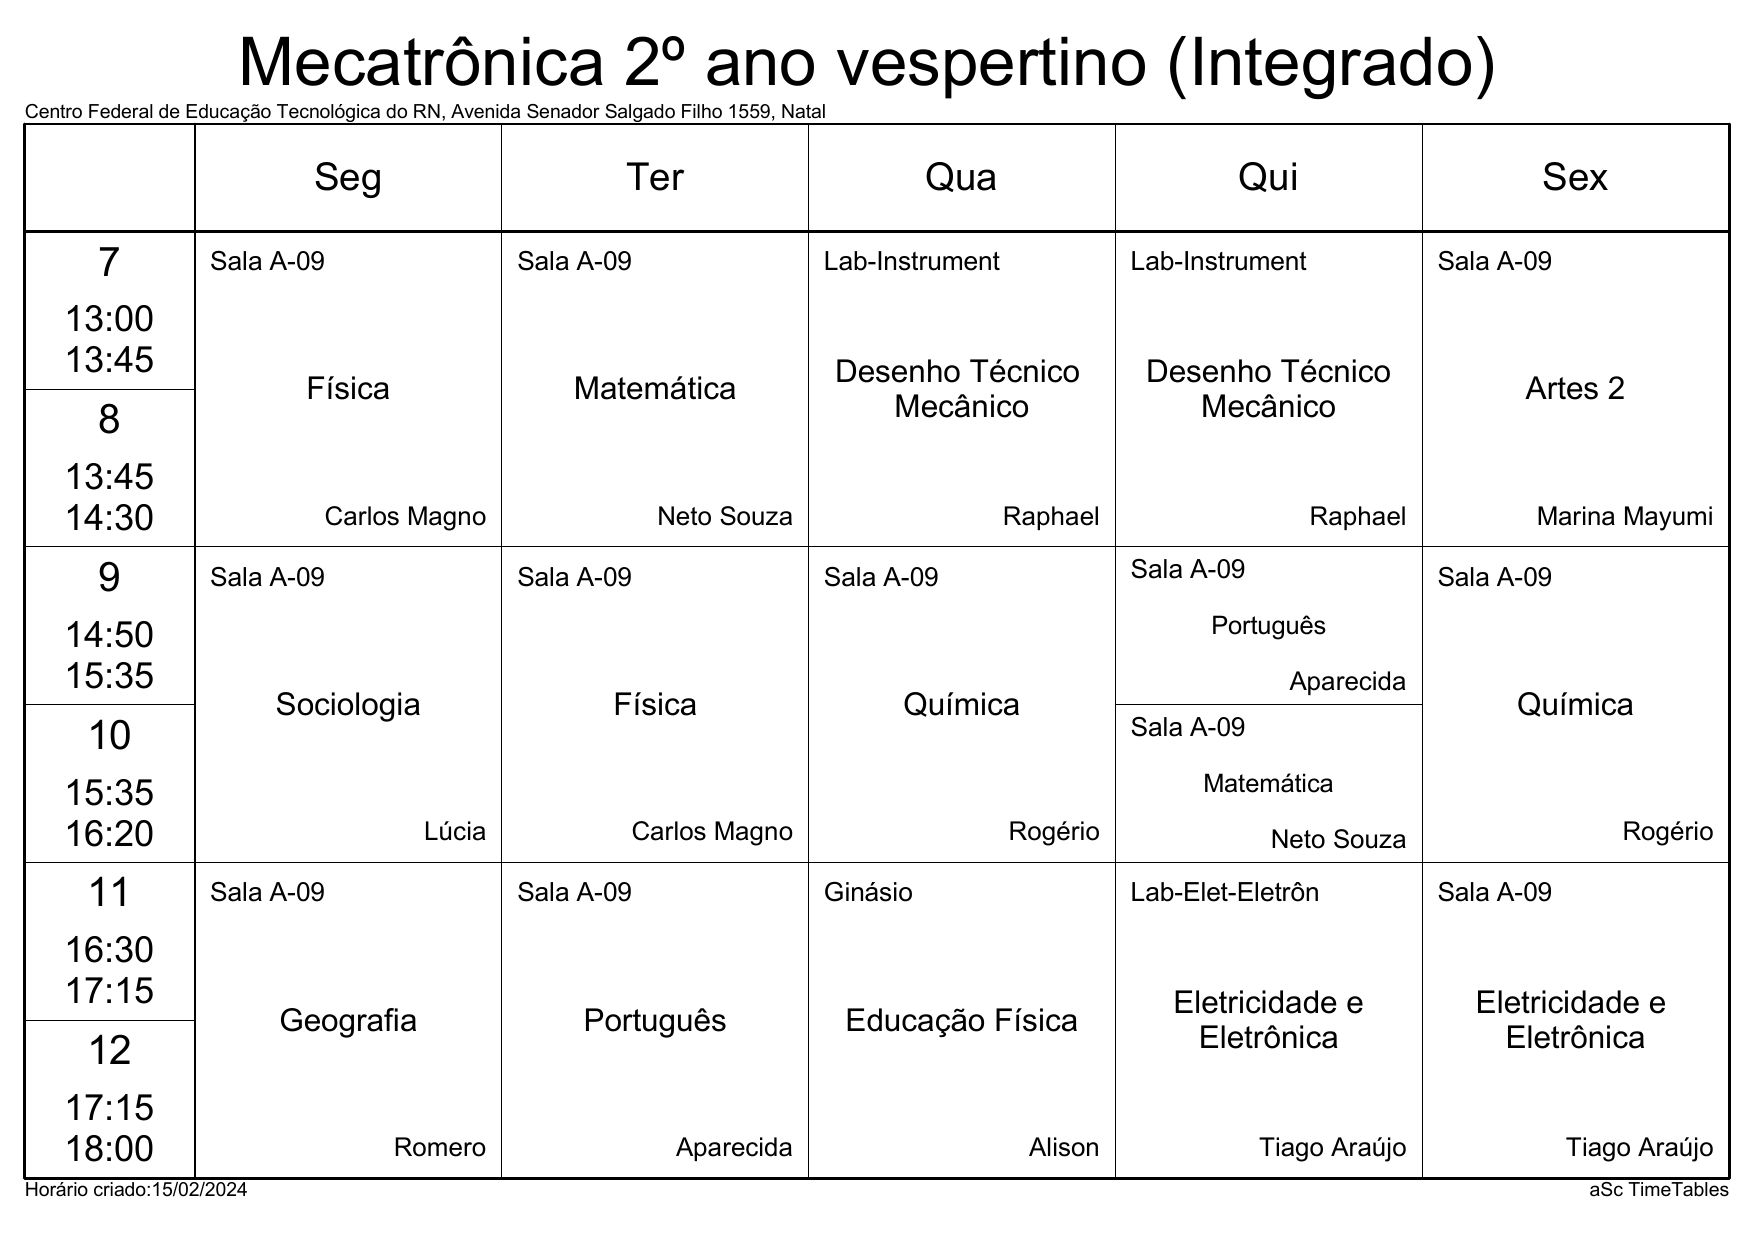 Mecatrônica 2º ano vespertino (Integrado)
Centro Federal de Educação Tecnológica do RN, Avenida Senador Salgado Filho 1559, Natal
Seg
Ter
Qua
Qui
Sex
7
13:00
13:45
Sala A-09
Física
Carlos Magno
Sala A-09
Matemática
Neto Souza
Lab-Instrument
Desenho Técnico
Mecânico
Raphael
Lab-Instrument
Desenho Técnico
Mecânico
Raphael
Sala A-09
Artes 2
Marina Mayumi
8
13:45
14:30
9
14:50
15:35
Sala A-09
Sociologia
Lúcia
Sala A-09
Física
Carlos Magno
Sala A-09
Química
Rogério
Sala A-09
Português
Aparecida
Sala A-09
Química
Rogério
10
15:35
16:20
Sala A-09
Matemática
Neto Souza
11
16:30
17:15
Sala A-09
Geografia
Romero
Sala A-09
Português
Aparecida
Ginásio
Educação Física
Alison
Lab-Elet-Eletrôn
Eletricidade e
Eletrônica
Tiago Araújo
Sala A-09
Eletricidade e
Eletrônica
Tiago Araújo
12
17:15
18:00
Horário criado:15/02/2024
aSc TimeTables